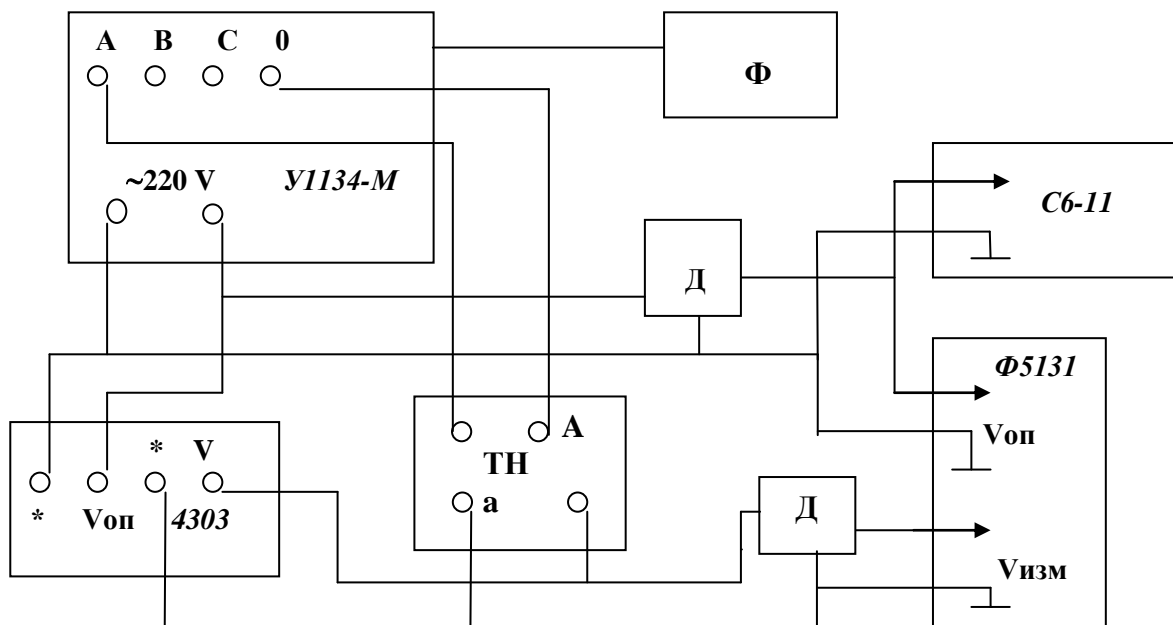 А В С 0
Ф
~220 V У1134-М
С6-11
Д
Ф5131
А
* V
Vоп
ТН
* Vоп 4303
а
Д
Vизм